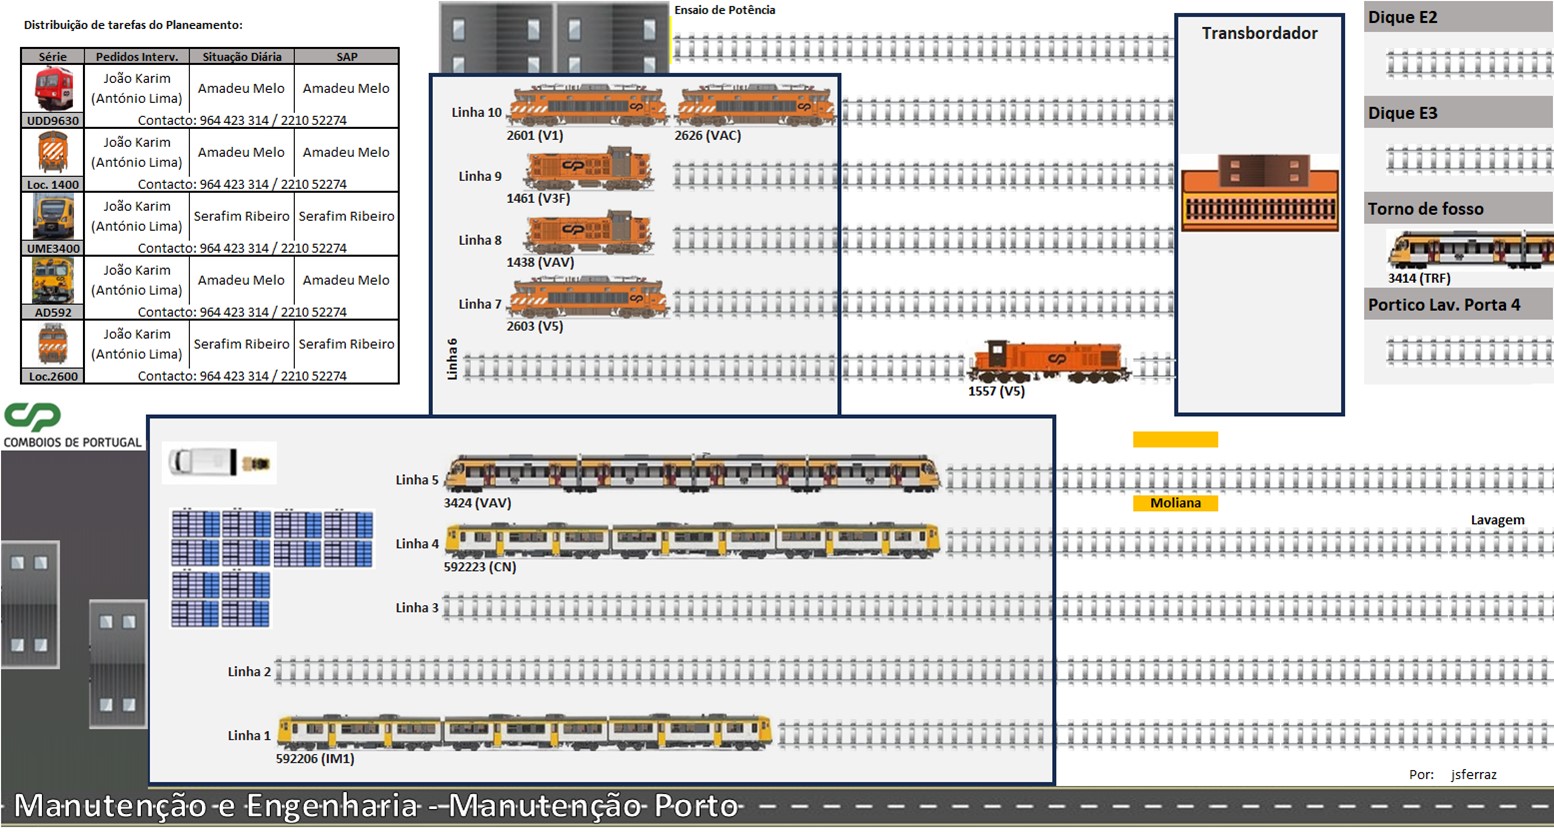 Distribuição de tarefas do Planeamento:
Série Pedidos Interv. Situação Diária SAP
UDD9630 João Karim (António Lima) Amadeu Melo Amadeu Melo
Contacto: 964 423 314 / 2210 52274
Loc. 1400 João Karim (António Lima) Amadeu Melo Amadeu Melo
Contacto: 964 423 314 / 2210 52274
UME3400 João Karim (António Lima) Serafim Ribeiro Serafim Ribeiro
Contacto: 964 423 314 / 2210 52274
AD592 João Karim (António Lima) Amadeu Melo Amadeu Melo
Contacto: 964 423 314 / 2210 52274
Loc.2600 João Karim (António Lima) Serafim Ribeiro Serafim Ribeiro
Contacto: 964 423 314 / 2210 52274
CP
COMBOIOS DE PORTUGAL
Ensaio de Potência
Linha 10
2601 (V1)
2626 (VAC)
Linha 9
1461 (V3F)
Linha 8
1438 (VAV)
Linha 7
2603 (V5)
Linha 6
1557 (V5)
Transbordador
Dique E2
Dique E3
Torno de fosso
3414 (TRF)
Portico Lav. Porta 4
Linha 5
3424 (VAV)
Moliana
Lavagem
Linha 4
592223 (CN)
Linha 3
Linha 2
Linha 1
592206 (IM1)
Por: jsferraz
Manutenção e Engenharia - Manutenção Porto